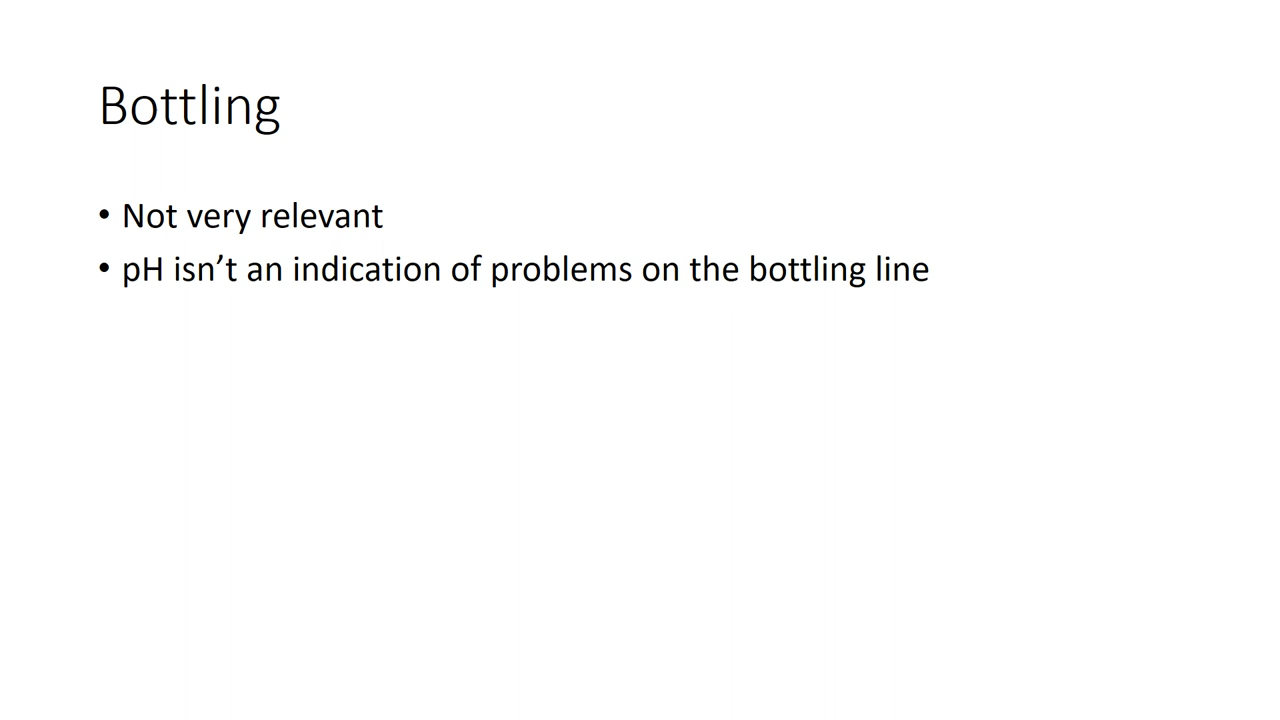 Bottling
• Not very relevant
• pH isn’t an indication of problems on the bottling line